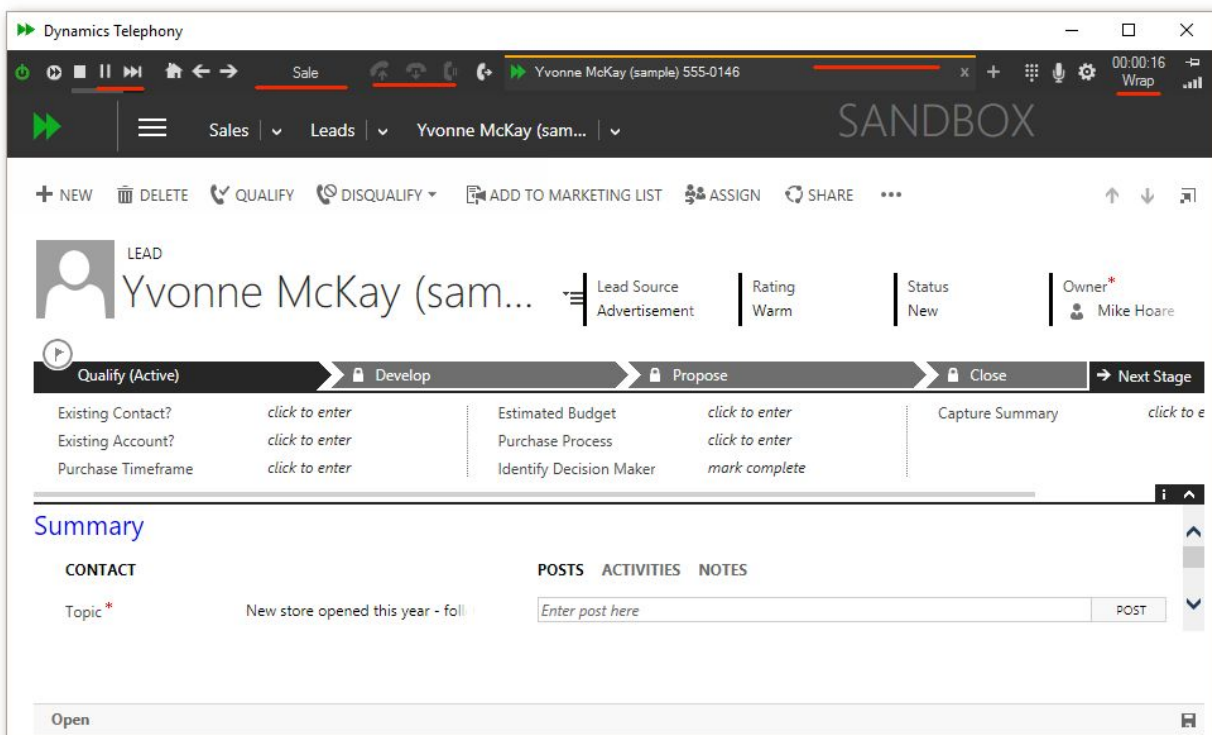 Dynamics Telephony
Sale
Yvonne McKay (sample) 555-0146
00:00:16
Wrap
Sales
Leads
Yvonne McKay (sam...
SANDBOX
NEW
DELETE
QUALIFY
DISQUALIFY
ADD TO MARKETING LIST
ASSIGN
SHARE
LEAD
Yvonne McKay (sam...
Lead Source
Advertisement
Rating
Warm
Status
New
Owner*
Mike Hoare
Qualify (Active)
Develop
Propose
Close
Next Stage
Existing Contact? click to enter
Estimated Budget click to enter
Capture Summary click to e
Existing Account? click to enter
Purchase Process click to enter
Purchase Timeframe click to enter
Identify Decision Maker mark complete
Summary
CONTACT
POSTS ACTIVITIES NOTES
Topic* New store opened this year - foll
Enter post here
POST
Open